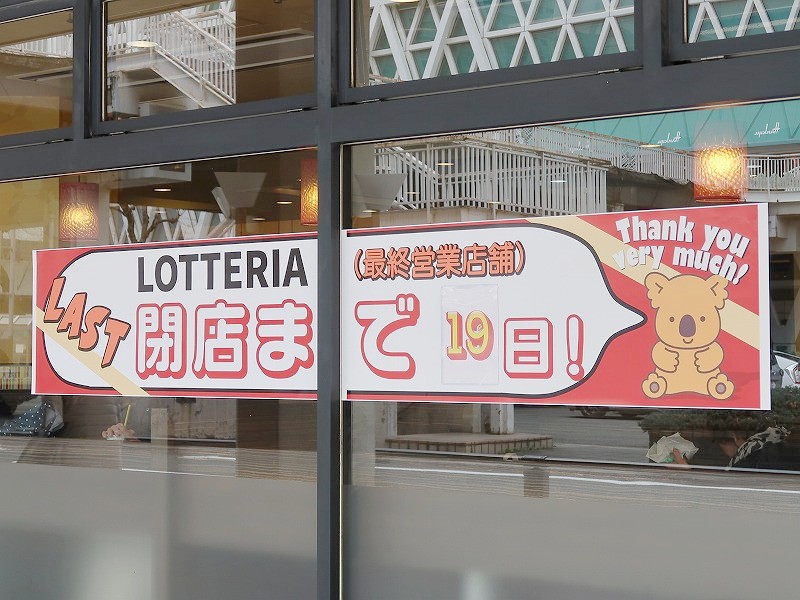 LAST
LOTTERIA (最終営業店舗)
閉店まで 19日!
Thank you
very much!